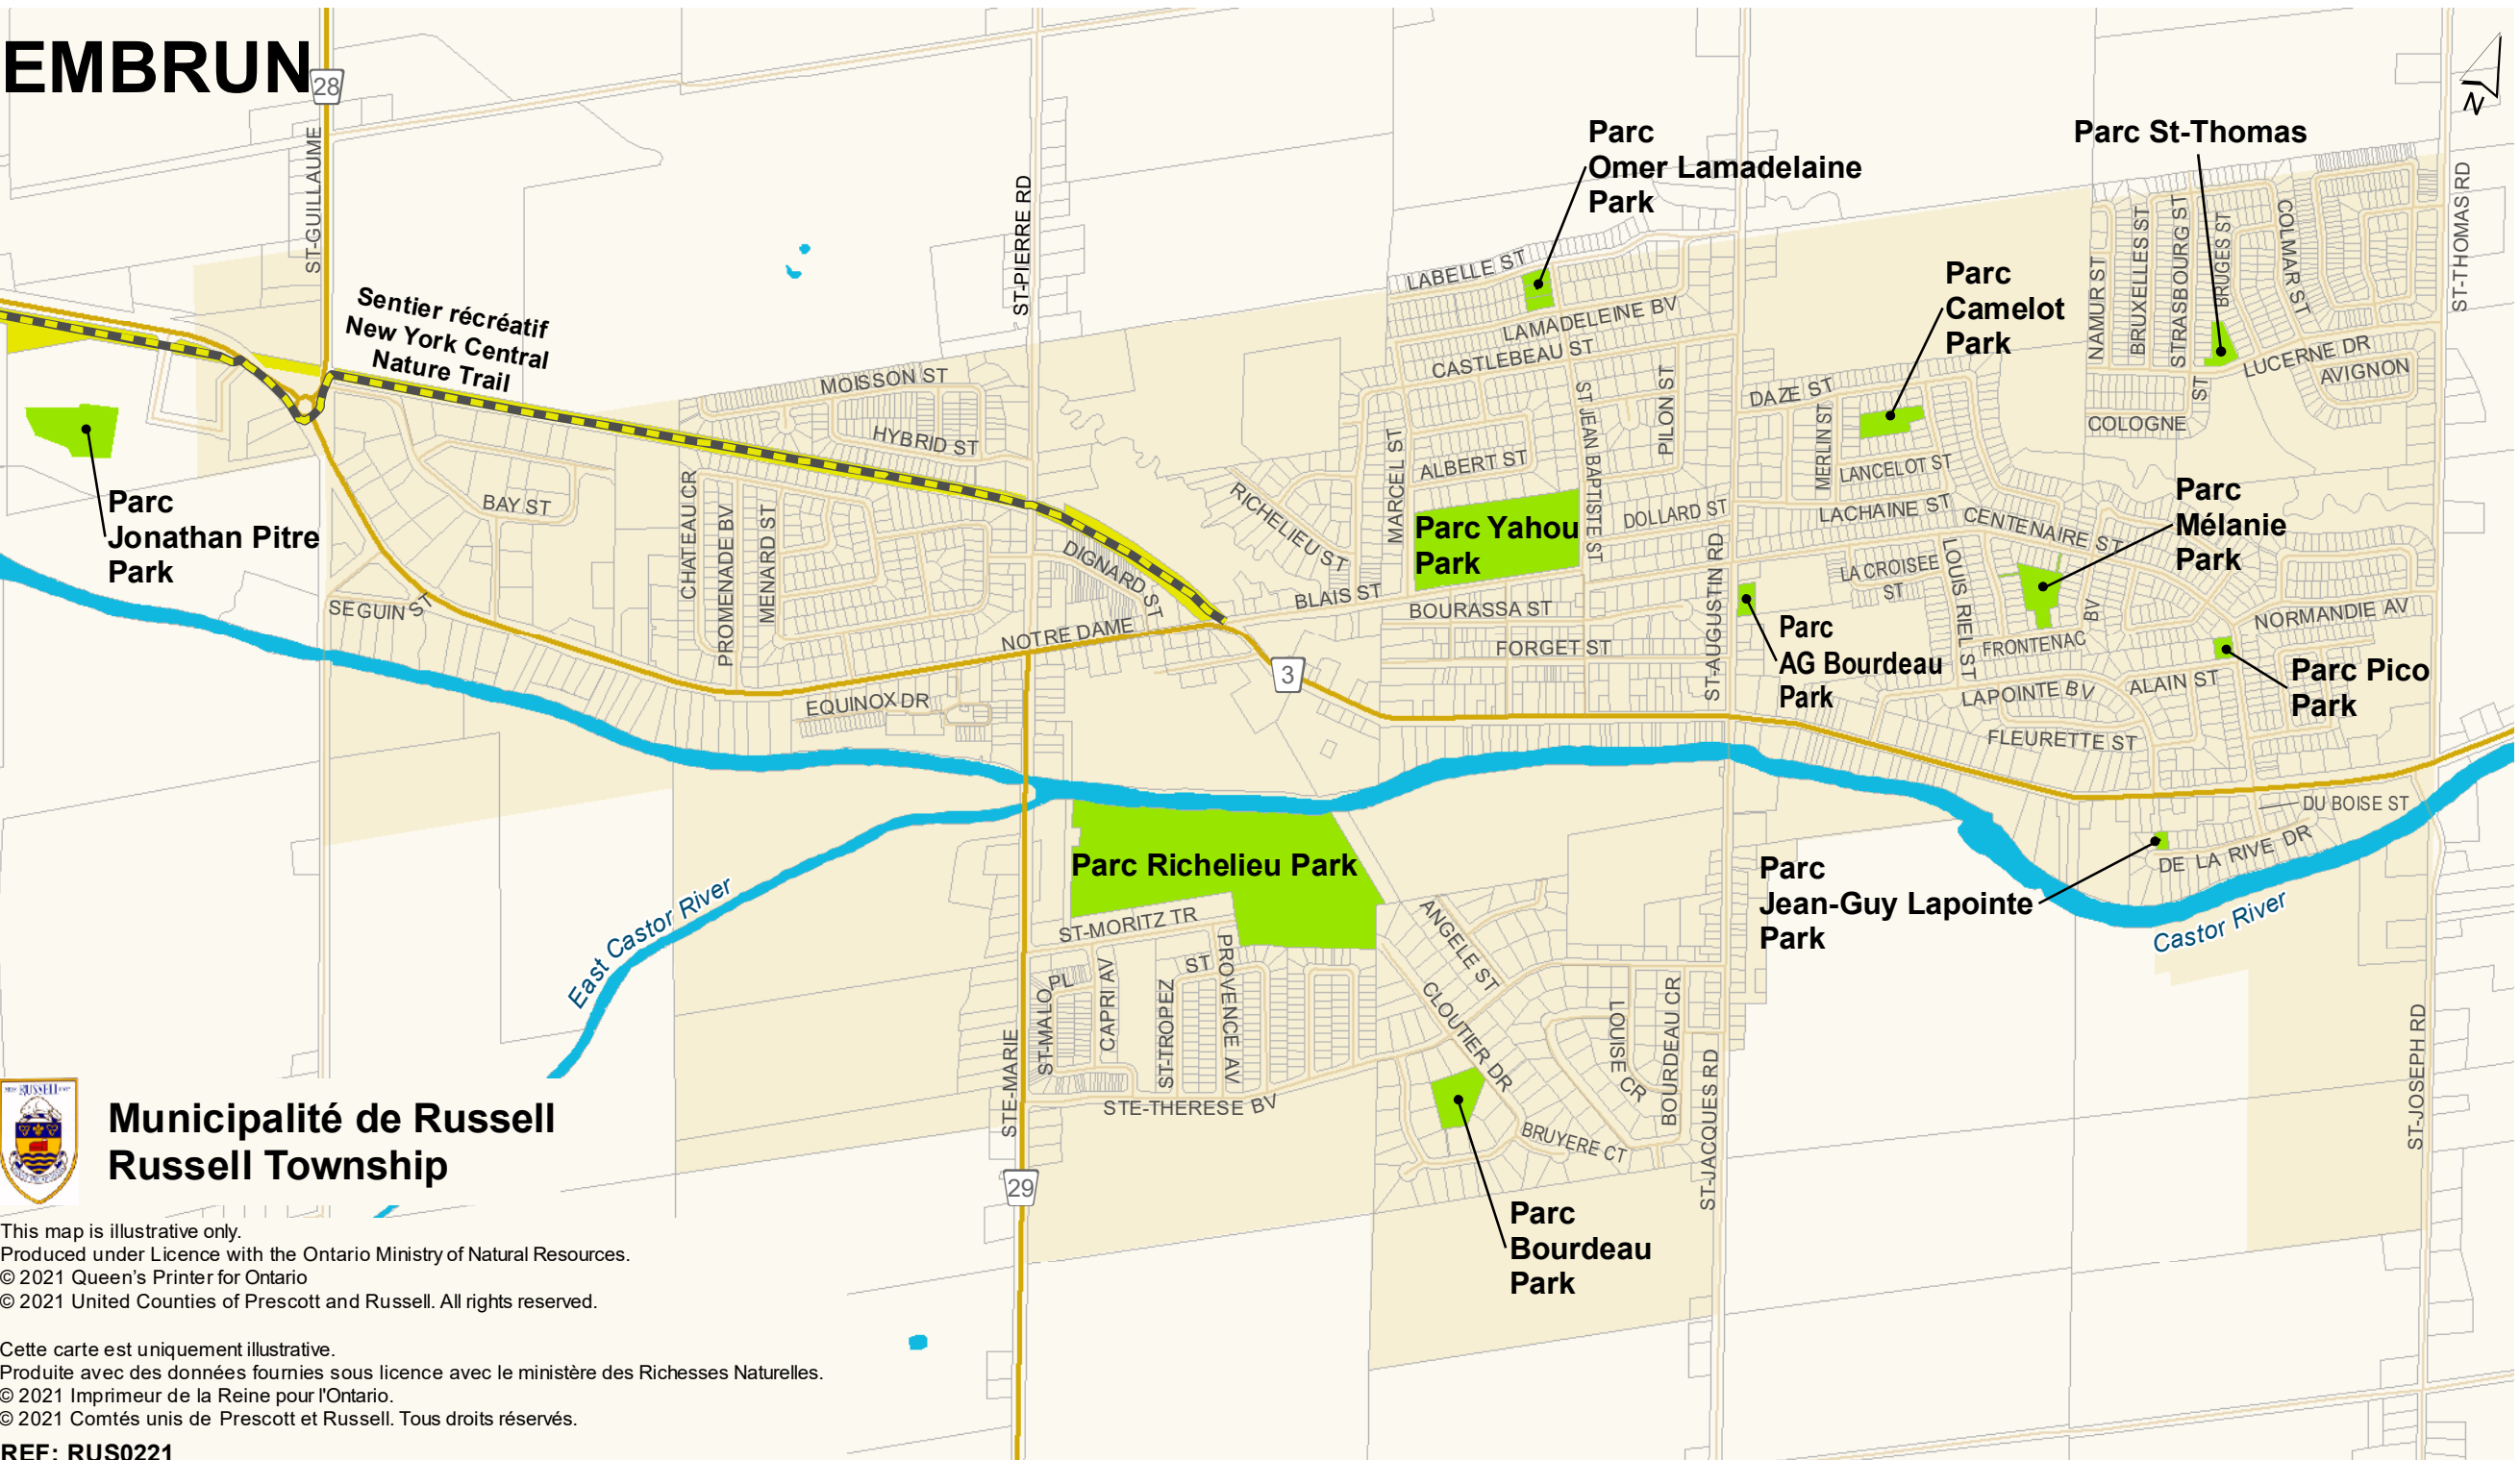 EMBRUN
28
N
ST-GUILLAUME
ST-PIERRE RD
Parc
Omer Lamadelaine
Park
Parc St-Thomas
ST-THOMAS RD
Sentier récréatif
New York Central
Nature Trail
LABELLE ST
LAMADELEINE BV
CASTLEBEAU ST
Parc
Camelot
Park
NAMUR ST
BRUXELLES ST
STRASBOURG ST
BRUGES ST
COLMAR ST
LUCERNE DR
AVIGNON
ST
COLOGNE
MOISSON ST
HYBRID ST
MARCEL ST
ALBERT ST
ST JEAN BAPTISTE ST
PILON ST
DAZE ST
MERLIN ST
LANCELOT ST
LACHAINE ST
Parc
Jonathan Pitre
Park
BAY ST
CHATEAU CR
PROMENADE BV
MENARD ST
RICHELIEU ST
Parc Yahou
Park
DOLLARD ST
CENTENAIRE ST
Parc
Mélanie
Park
SEGUIN ST
DIGNARD ST
BLAIS ST
BOURASSA ST
FORGET ST
ST-AUGUSTIN RD
LA CROISEE
ST
LOUIS RIEL ST
FRONTENAC
BV
NORMANDIE AV
NOTRE DAME
3
Parc
AG Bourdeau
Park
LAPOINTE BV
ALAIN ST
Parc Pico
Park
EQUINOX DR
FLEURETTE ST
DU BOISE ST
DE LA RIVE DR
Parc Richelieu Park
Parc
Jean-Guy Lapointe
Park
East Castor River
Castor River
ST-MORITZ TR
ANGELE ST
PL
ST
ST-MALO
CAPRI AV
ST-TROPEZ
PROVENCE AV
CLOUTIER DR
LOUISE CR
BOURDEAU CR
STE-MARIE
STE-THERESE BV
BRUYERE CT
ST-JACQUES RD
ST-JOSEPH RD
29
Parc
Bourdeau
Park
Municipalité de Russell
Russell Township
This map is illustrative only.
Produced under Licence with the Ontario Ministry of Natural Resources.
© 2021 Queen's Printer for Ontario
© 2021 United Counties of Prescott and Russell. All rights reserved.
Cette carte est uniquement illustrative.
Produite avec des données fournies sous licence avec le ministère des Richesses Naturelles.
© 2021 Imprimeur de la Reine pour l'Ontario.
© 2021 Comtés unis de Prescott et Russell. Tous droits réservés.
REF: RUS0221